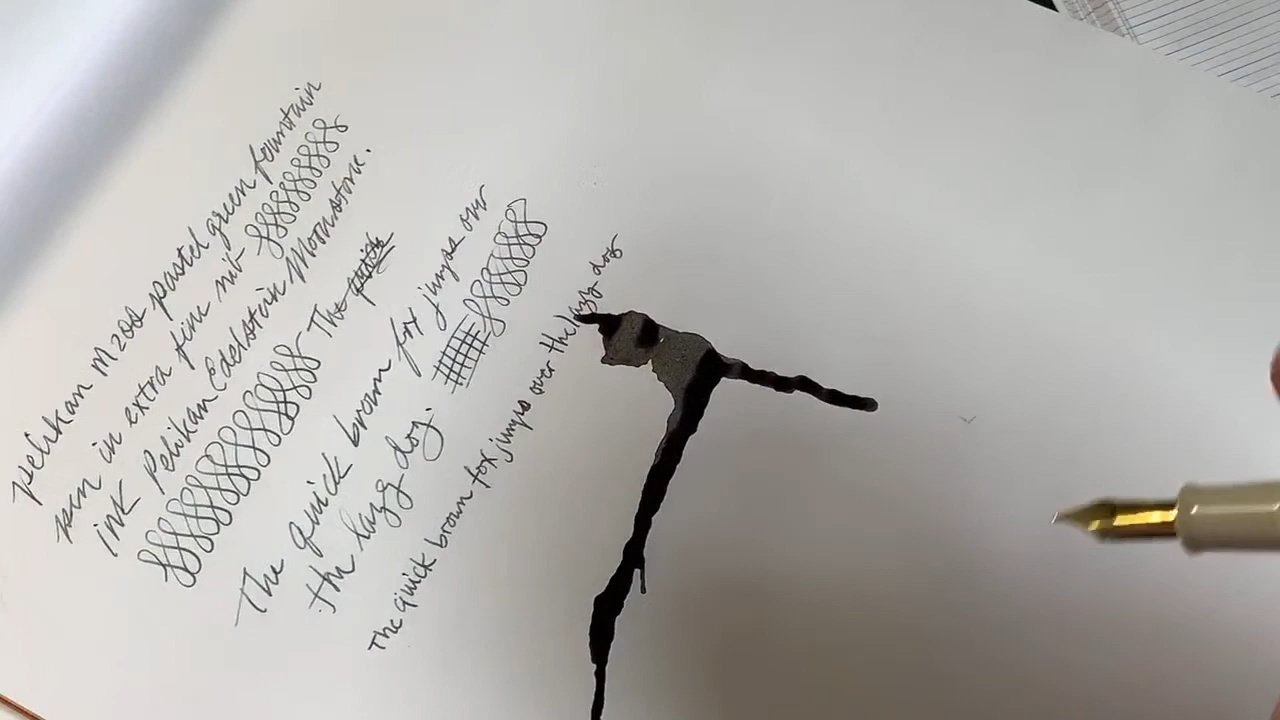 pelikan M200 pastel green fountain
pen in extra fine nib
ink Pelikan Edelstein Moonstone.
The quick
The quick brown fox jumps over
the lazy dog.
The quick brown fox jumps over the lazy dog